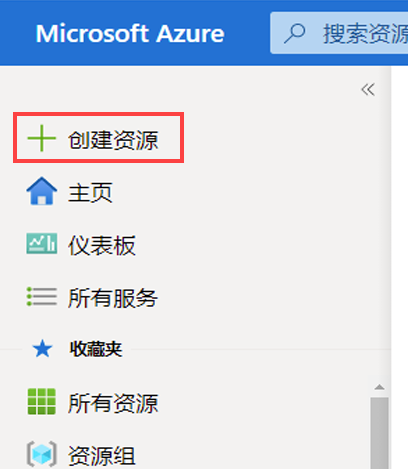 Microsoft Azure
搜索资源
创建资源
主页
仪表板
所有服务
收藏夹
所有资源
资源组